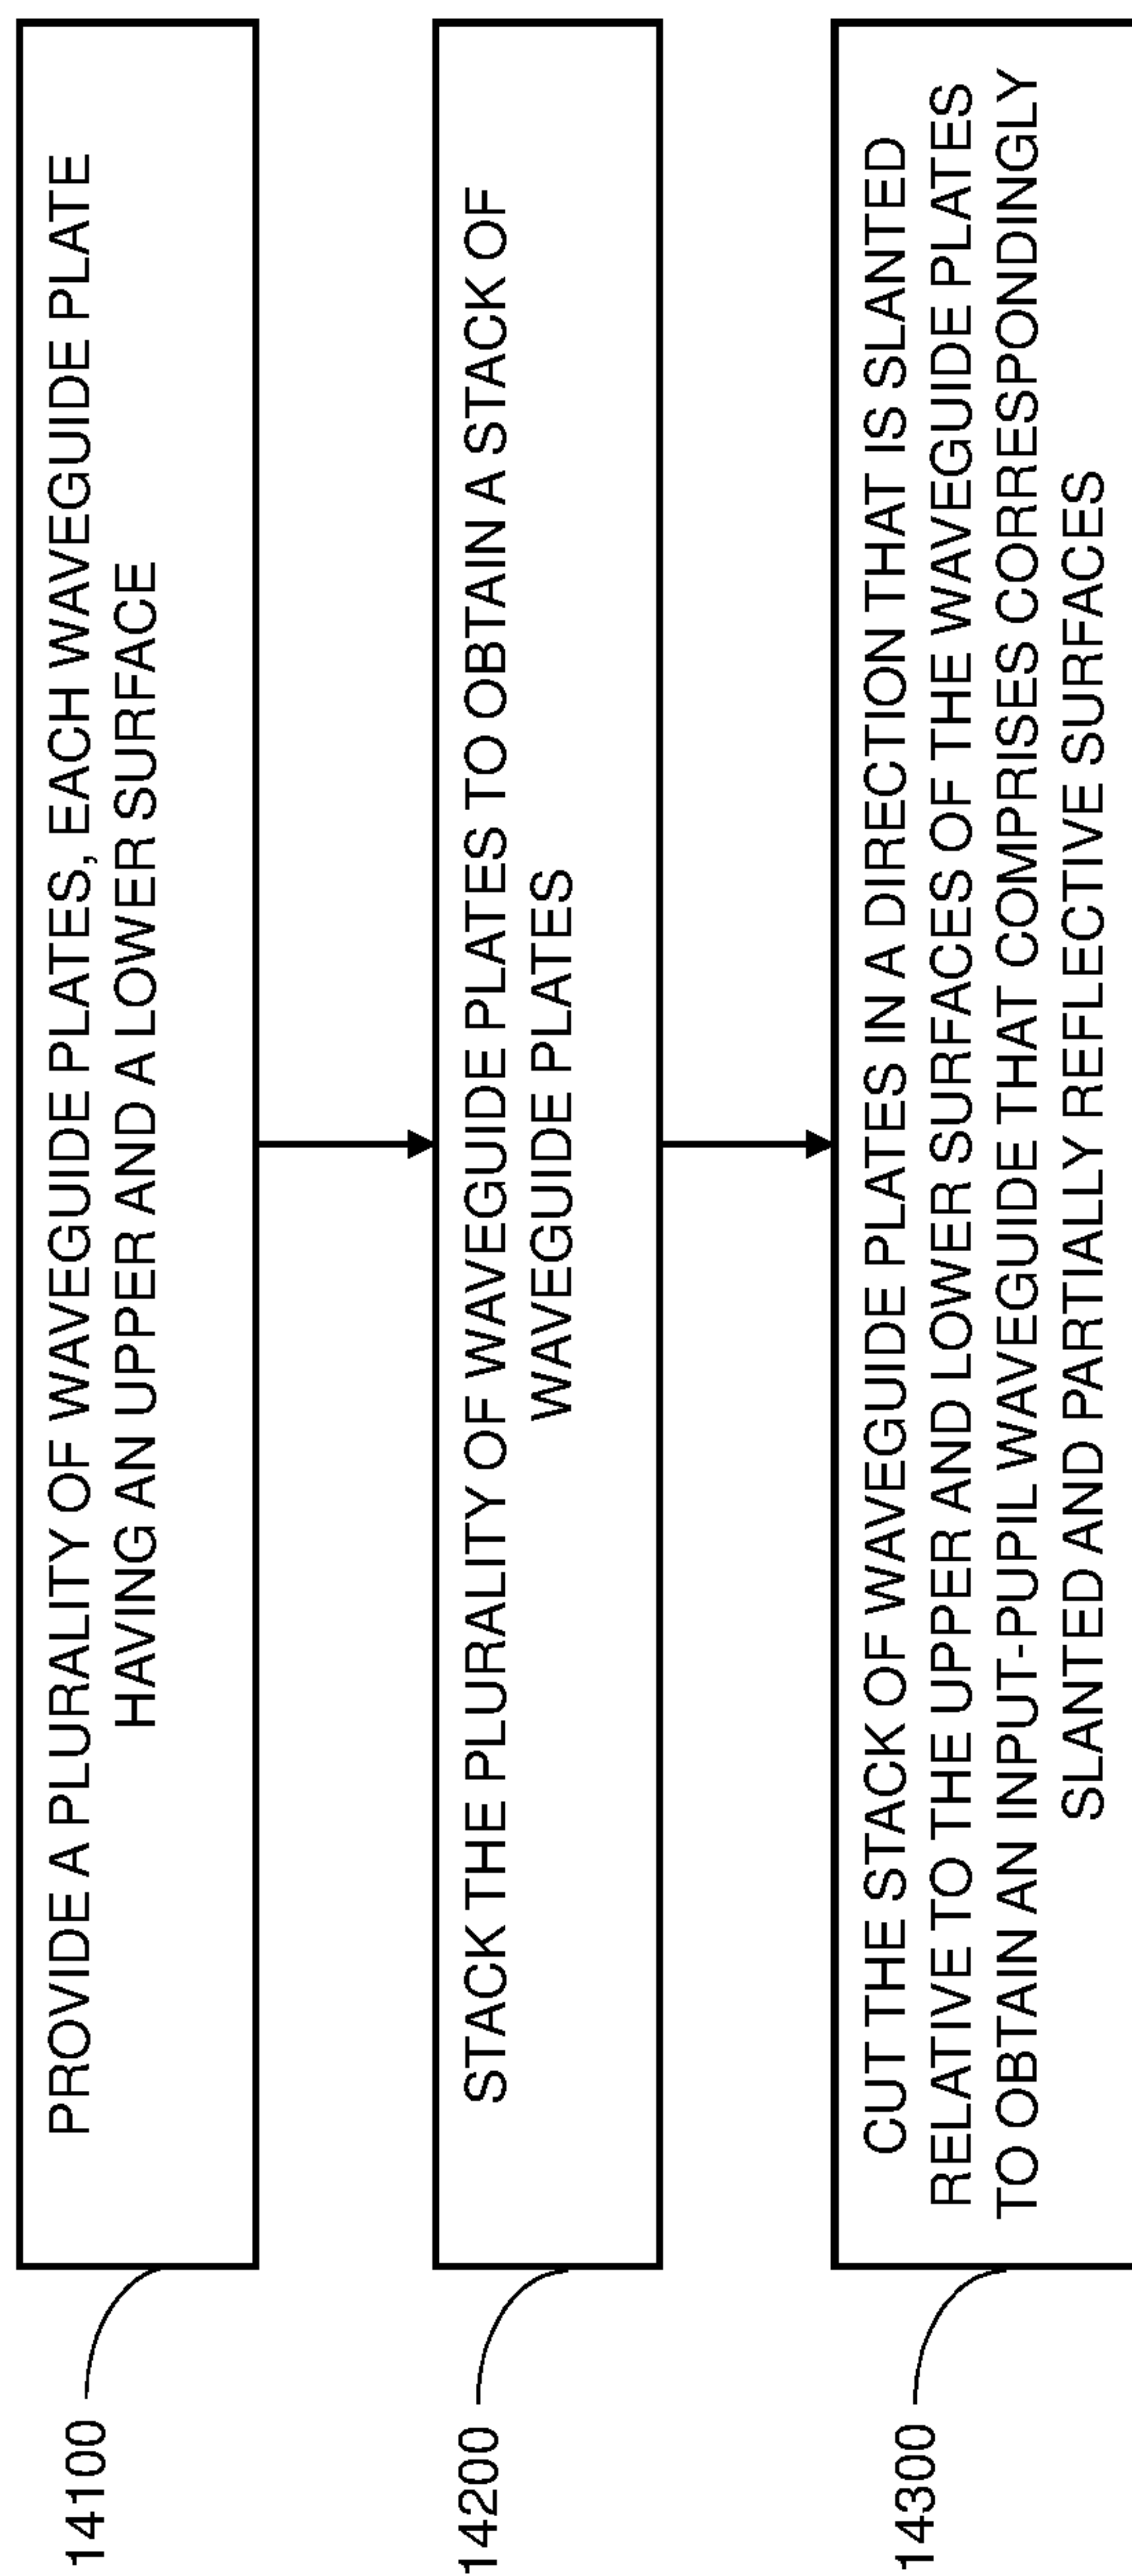 14100
PROVIDE A PLURALITY OF WAVEGUIDE PLATES, EACH WAVEGUIDE PLATE
HAVING AN UPPER AND A LOWER SURFACE
14200
STACK THE PLURALITY OF WAVEGUIDE PLATES TO OBTAIN A STACK OF
WAVEGUIDE PLATES
14300
CUT THE STACK OF WAVEGUIDE PLATES IN A DIRECTION THAT IS SLANTED
RELATIVE TO THE UPPER AND LOWER SURFACES OF THE WAVEGUIDE PLATES
TO OBTAIN AN INPUT-PUPIL WAVEGUIDE THAT COMPRISES CORRESPONDINGLY
SLANTED AND PARTIALLY REFLECTIVE SURFACES